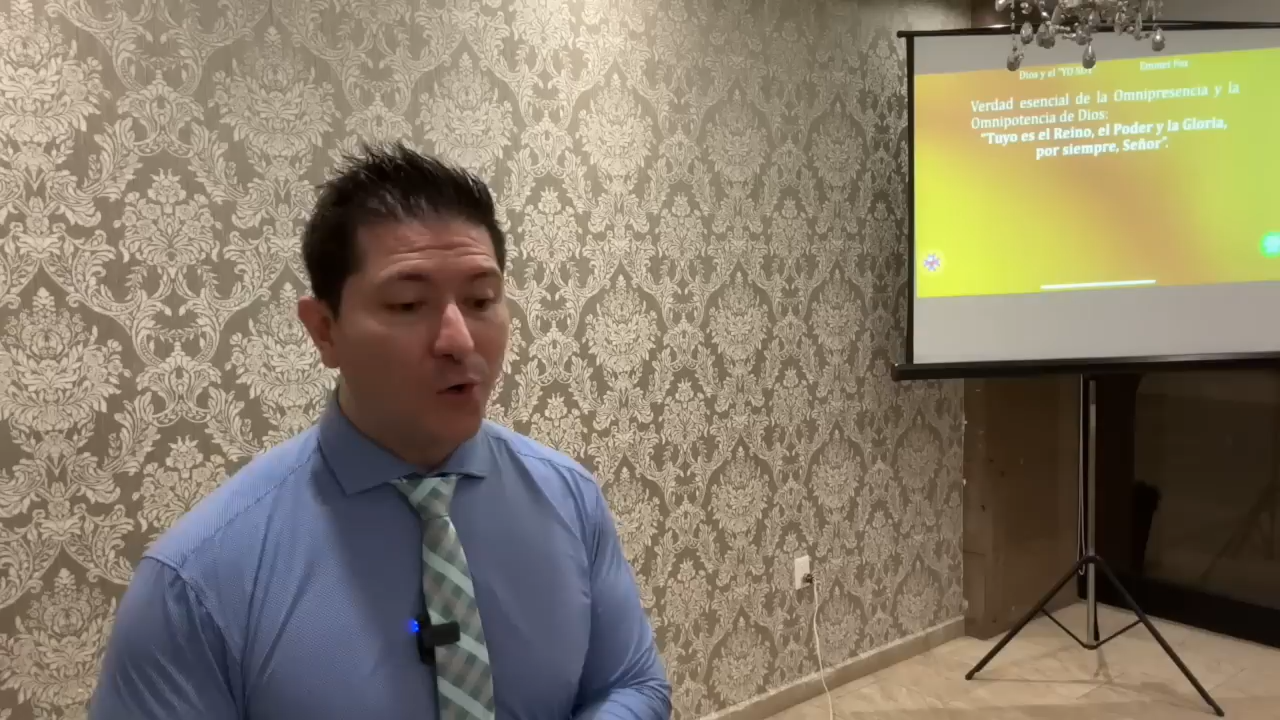 Dios y el "YO SOY" Emmet Fox
Verdad esencial de la Omnipresencia y la
Omnipotencia de Dios:
"Tuyo es el Reino, el Poder y la Gloria,
por siempre, Señor".